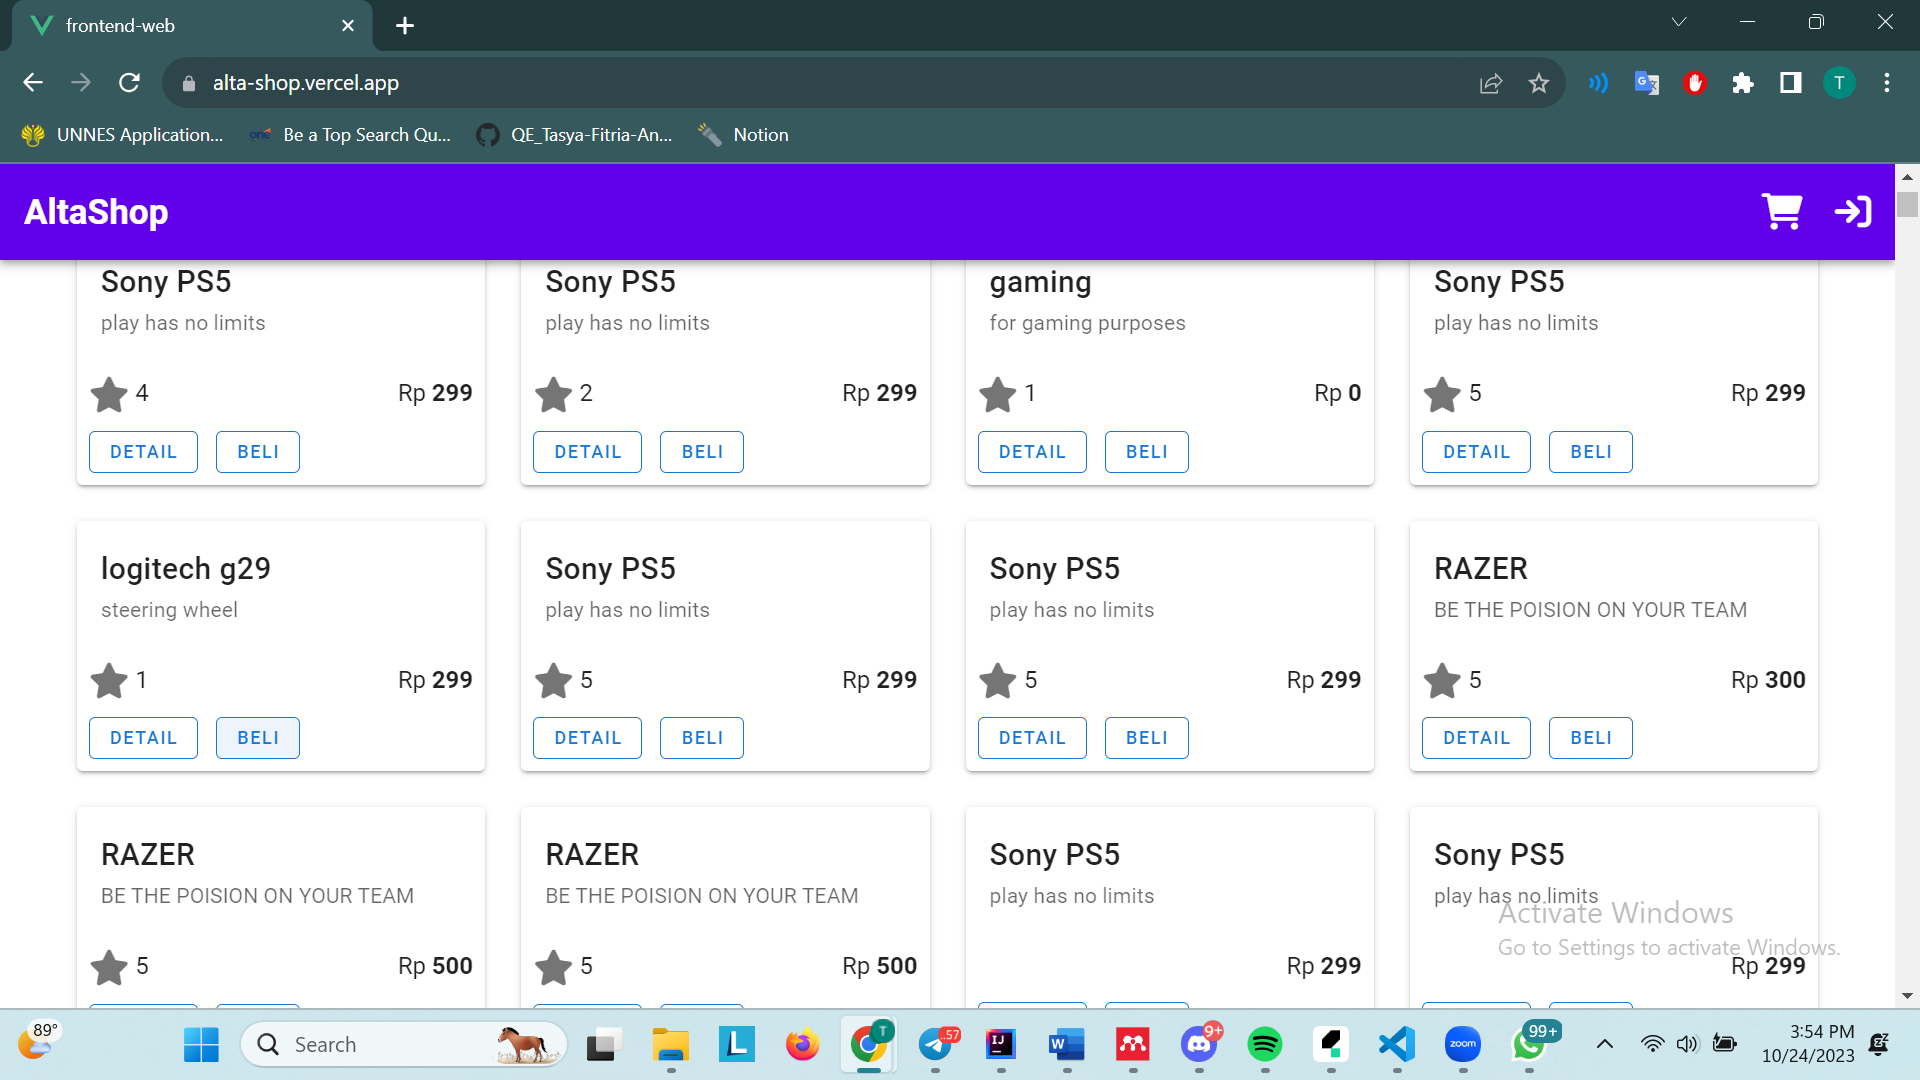 frontend-web
alta-shop.vercel.app
T
UNNES Application...
one
Be a Top Search Qu...
QE_Tasya-Fitria-An...
Notion
AltaShop
Sony PS5
play has no limits
4
Rp 299
DETAIL
BELI
Sony PS5
play has no limits
2
Rp 299
DETAIL
BELI
gaming
for gaming purposes
1
Rp 0
DETAIL
BELI
Sony PS5
play has no limits
5
Rp 299
DETAIL
BELI
logitech g29
steering wheel
1
Rp 299
DETAIL
BELI
Sony PS5
play has no limits
5
Rp 299
DETAIL
BELI
Sony PS5
play has no limits
5
Rp 299
DETAIL
BELI
RAZER
BE THE POISION ON YOUR TEAM
5
Rp 300
DETAIL
BELI
RAZER
BE THE POISION ON YOUR TEAM
5
Rp 500
RAZER
BE THE POISION ON YOUR TEAM
5
Rp 500
Sony PS5
play has no limits
Rp 299
Sony PS5
play has no limits
Rp 299
Activate Windows
Go to Settings to activate Windows.
89°
Search
L
T
..57
IJ
W
9+
zoom
99+
3:54 PM
10/24/2023